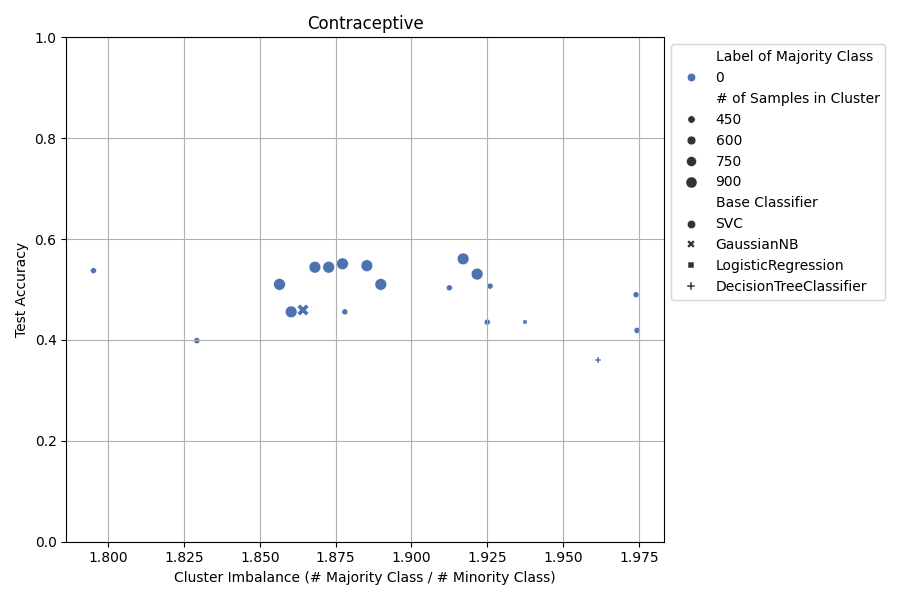 Contraceptive
1.0
0.8
0.6
0.4
0.2
0.0
Test Accuracy
1.800
1.825
1.850
1.875
1.900
1.925
1.950
1.975
Cluster Imbalance (# Majority Class / # Minority Class)
Label of Majority Class
0
# of Samples in Cluster
450
600
750
900
Base Classifier
SVC
GaussianNB
LogisticRegression
DecisionTreeClassifier